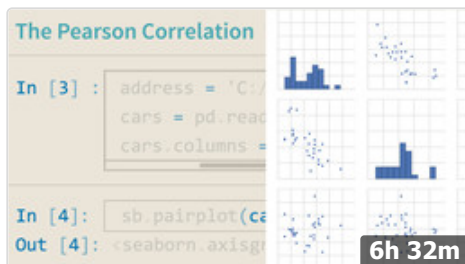 The Pearson Correlation
In [3] : address = 'C:/
cars = pd.read
cars.columns =
In [4]: sb.pairplot(ca
Out [4]: <seaborn.axisgr
6h 32m